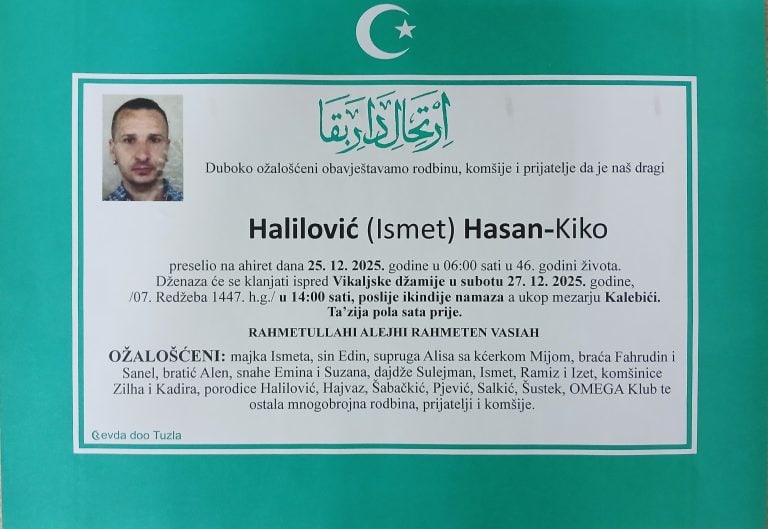 اِرْتِحَالِ دَارِ بَقَا
Duboko ožalošćeni obavještavamo rodbinu, komšije i prijatelje da je naš dragi
Halilović (Ismet) Hasan-Kiko
preselio na ahiret dana 25. 12. 2025. godine u 06:00 sati u 46. godini života.
Dženaza će se klanjati ispred Vikaljske džamije u subotu 27. 12. 2025. godine,
/07. Redžeba 1447. h.g./ u 14:00 sati, poslije ikindije namaza a ukop mezarju Kalebići.
Ta’zija pola sata prije.
RAHMETULLAHI ALEJHI RAHMETEN VASIAH
OŽALOŠĆENI: majka Ismeta, sin Edin, supruga Alisa sa kćerkom Mijom, braća Fahrudin i
Sanel, bratić Alen, snahe Emina i Suzana, dajdže Sulejman, Ismet, Ramiz i Izet, komšinice
Zilha i Kadira, porodice Halilović, Hajvaz, Šabačkić, Pjević, Salkić, Šustek, OMEGA Klub te
ostala mnogobrojna rodbina, prijatelji i komšije.
Sevda doo Tuzla